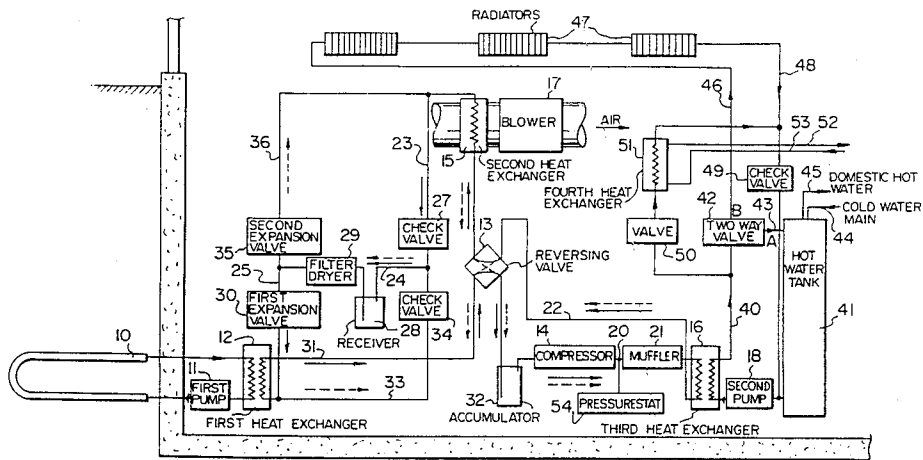 RADIATORS
47
48
46
17
BLOWER
AIR
52
53
51
36
23
15
SECOND HEAT
EXCHANGER
FOURTH HEAT
EXCHANGER
49
CHECK
VALVE
45
DOMESTIC HOT
WATER
COLD WATER
MAIN
44
27
CHECK
VALVE
13
REVERSING
VALVE
SECOND
EXPANSION
VALVE
35
29
FILTER
DRYER
25
24
VALVE
50
42
B
TWO WAY
VALVE
43
A
HOT
WATER
TANK
41
30
FIRST
EXPANSION
VALVE
28
RECEIVER
CHECK
VALVE
34
22
40
10
12
31
14
20
21
16
COMPRESSOR
MUFFLER
18
11
FIRST
PUMP
33
32
ACCUMULATOR
54
PRESSURESTAT
SECOND
PUMP
FIRST HEAT EXCHANGER
THIRD HEAT EXCHANGER